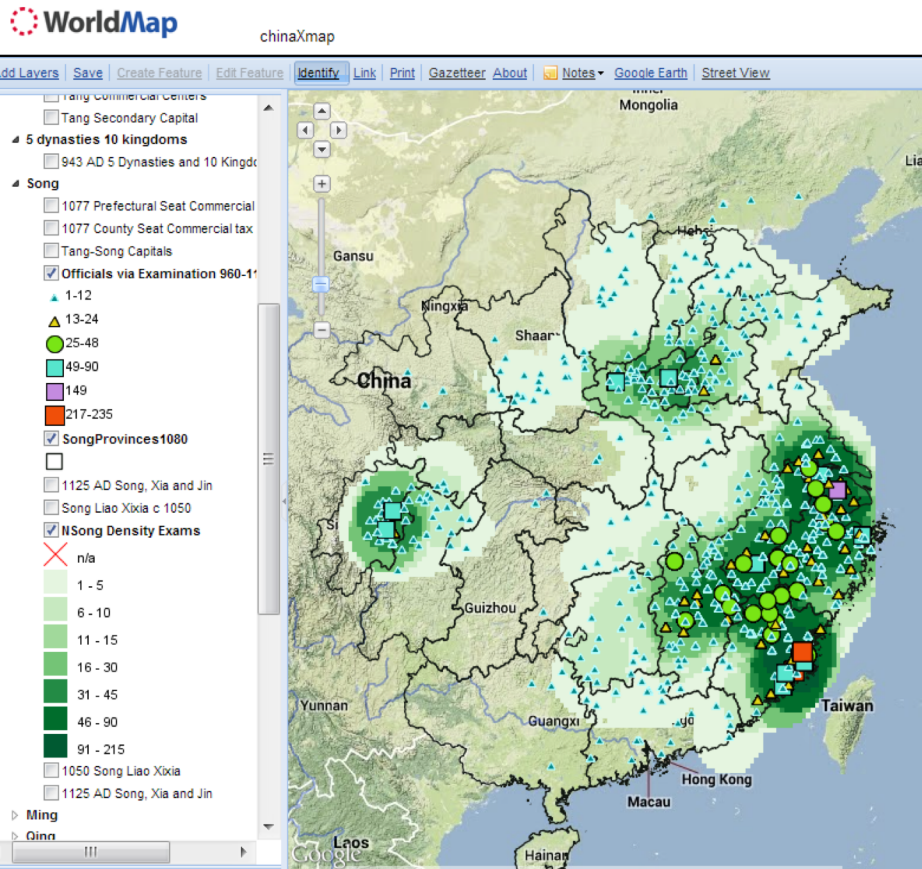 WorldMap
chinaXmap
Add Layers Save Create Feature Edit Feature Identify Link Print Gazetteer About Notes Google Earth Street View
Tang Commercial Centers
Tang Secondary Capital
5 dynasties 10 kingdoms
943 AD 5 Dynasties and 10 Kingdo
Song
1077 Prefectural Seat Commercial
1077 County Seat Commercial tax
Tang-Song Capitals
Officials via Examination 960-11
1-12
13-24
25-48
49-90
149
217-235
SongProvinces1080
1125 AD Song, Xia and Jin
Song Liao Xixia c 1050
NSong Density Exams
n/a
1 - 5
6 - 10
11 - 15
16 - 30
31 - 45
46 - 90
91 - 215
1050 Song Liao Xixia
1125 AD Song, Xia and Jin
Ming
Qing
Inner
Mongolia
Lia
Hebei
Gansu
Ningxia
Shaan
China
Si
Guizhou
Yunnan
Guangxi
Taiwan
Hong Kong
Macau
Laos
Hainan
Google